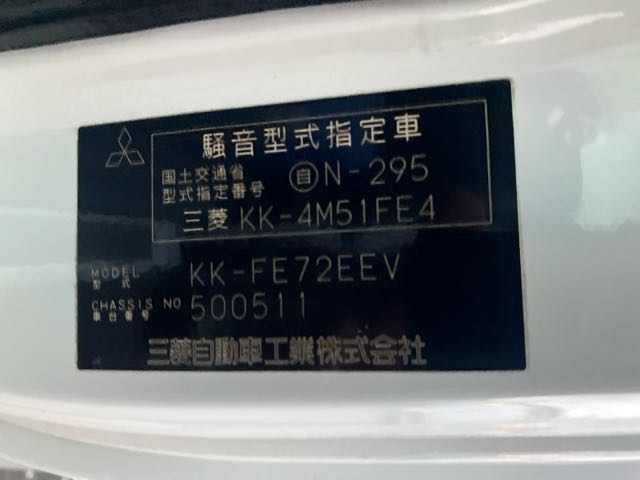 騒音型式指定車
国土交通省
型式指定番号 自N-295
三菱 KK-4M51FE4
MODEL KK-FE72EEV
型式
CHASSIS NO 500511
車台番号
三菱自動車工業株式会社